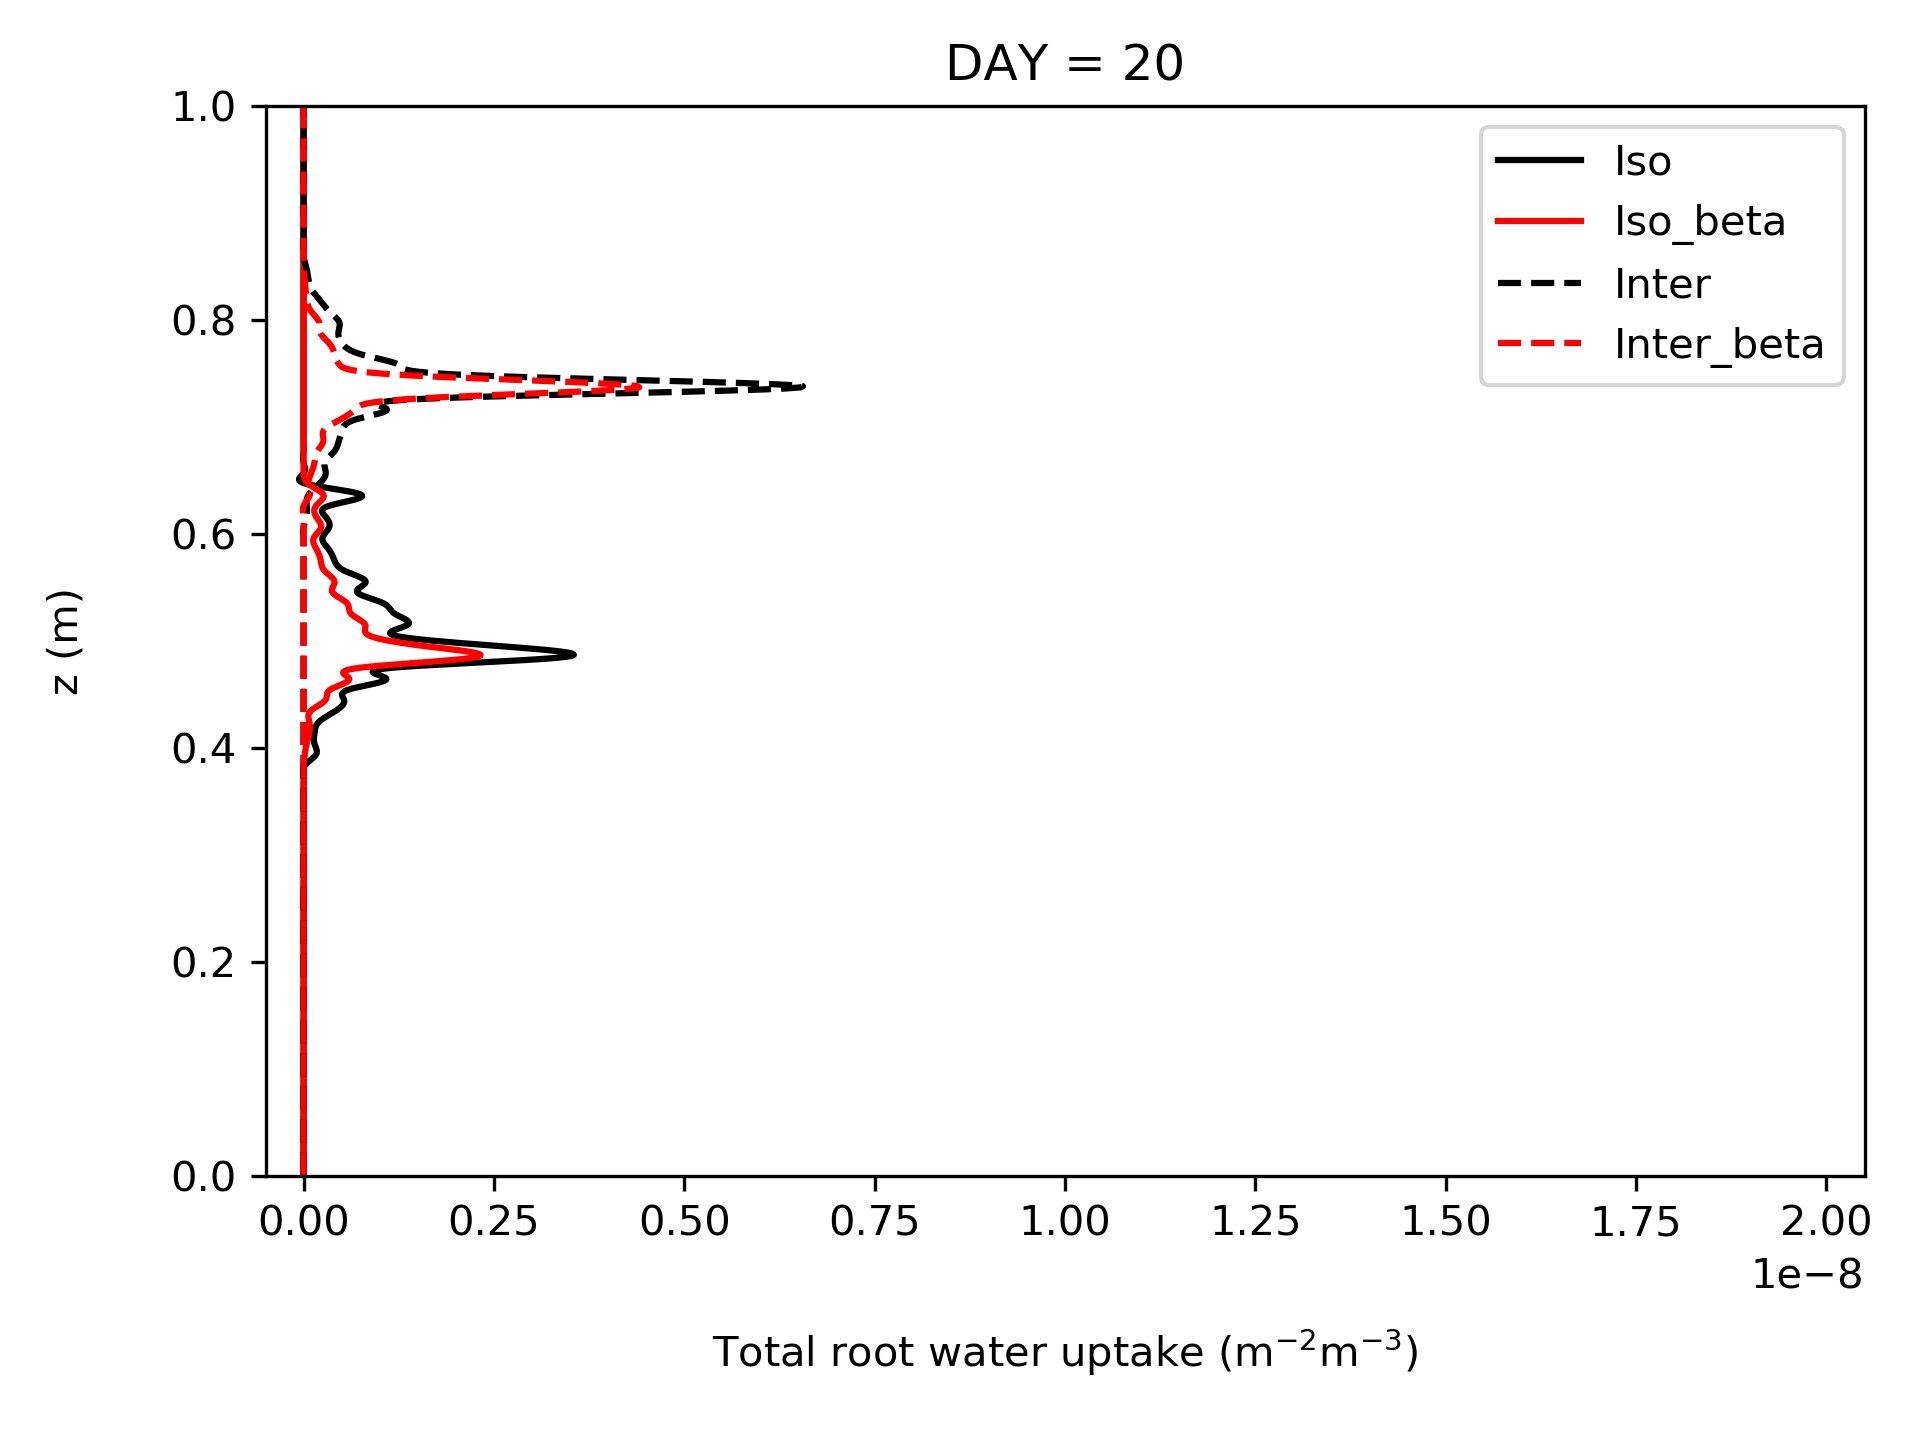 DAY = 20
1.0
0.8
0.6
0.4
0.2
0.0
z (m)
Iso
Iso_beta
Inter
Inter_beta
0.00 0.25 0.50 0.75 1.00 1.25 1.50 1.75 2.00
1e−8
Total root water uptake (m⁻²m⁻³)